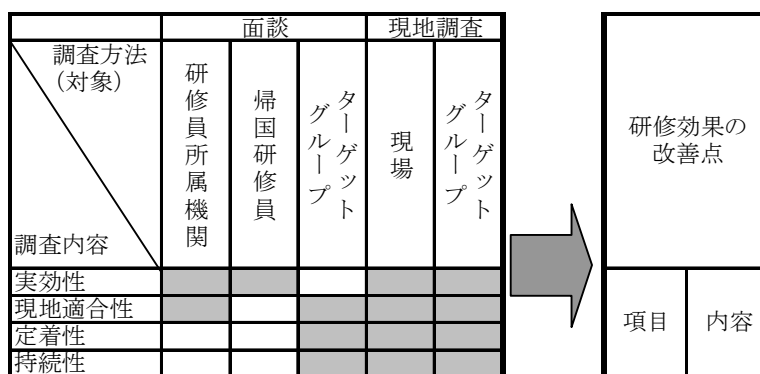 面談
現地調査
調査方法
(対象)
調査内容
研修員所属機関
帰国研修員
ターゲット
グループ
現場
ターゲット
グループ
実効性
現地適合性
定着性
持続性
研修効果の
改善点
項目
内容